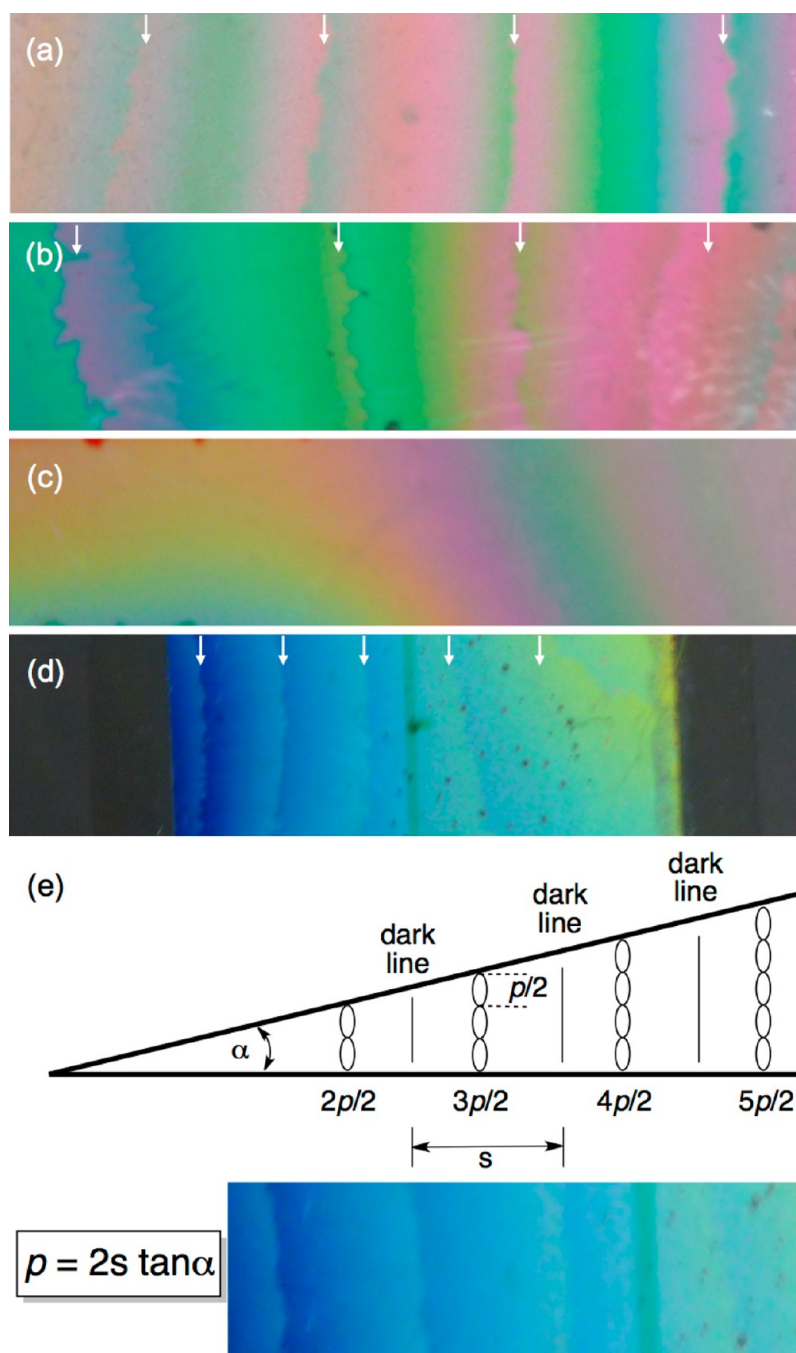 (a)
(b)
(c)
(d)
(e)
dark
line
dark
line
dark
line
p/2
α
2p/2 3p/2 4p/2 5p/2
s
p = 2s tanα